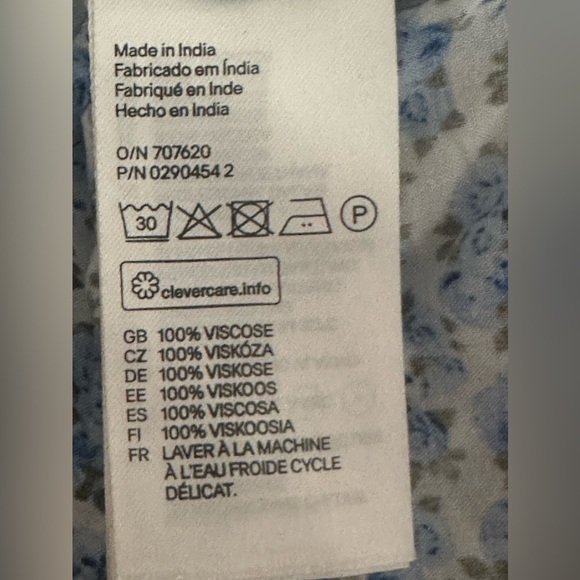 Made in India
Fabricado em Índia
Fabriqué en Inde
Hecho en India
O/N 707620
P/N 0290454 2
30 P
clevercare.info
GB 100% VISCOSE
CZ 100% VISKÓZA
DE 100% VISKOSE
EE 100% VISKOOS
ES 100% VISCOSA
FI 100% VISKOOSIA
FR LAVER À LA MACHINE
À L'EAU FROIDE CYCLE
DÉLICAT.